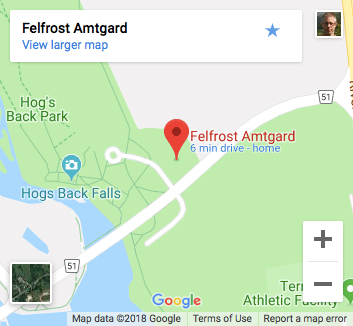 Felfrost Amtgard
View larger map
51
Hog's
Back Park
Felfrost Amtgard
6 min drive - home
Hogs Back Falls
51
+
−
Terr
Athletic Facility
Google
Map data ©2018 Google
Terms of Use
Report a map error